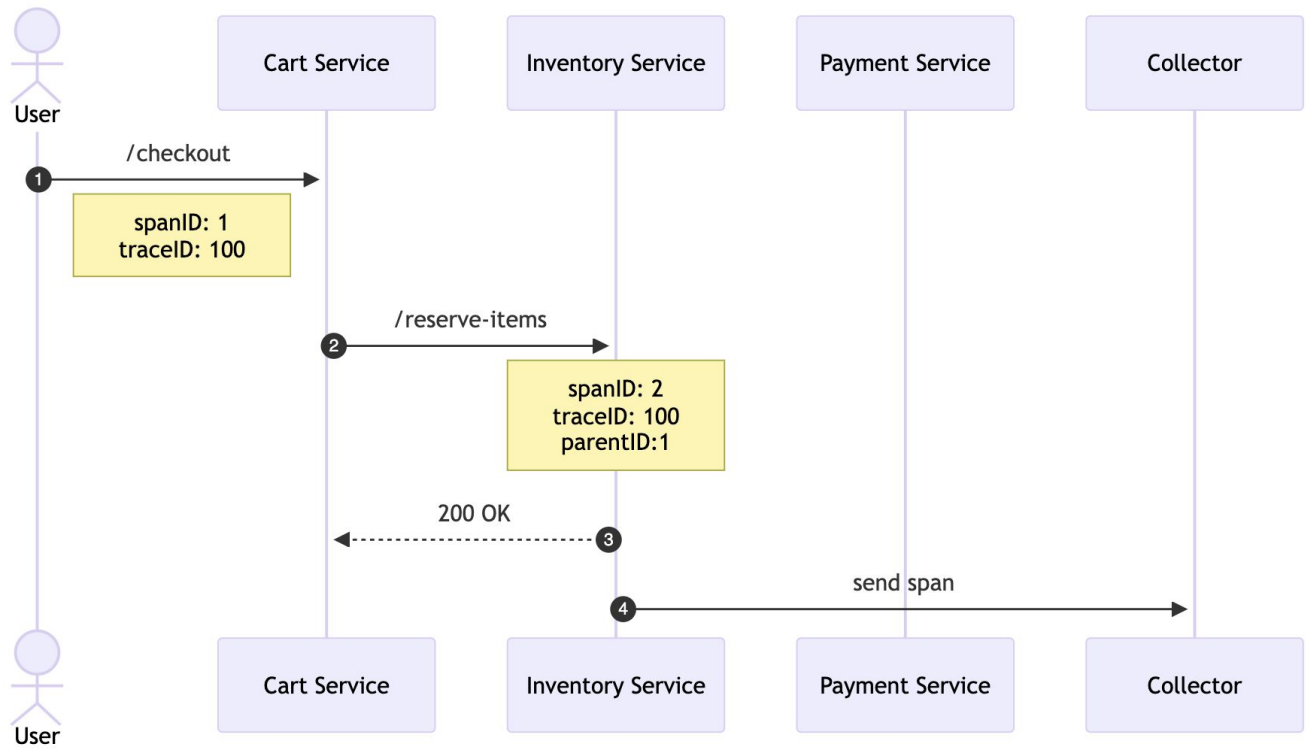 Cart Service
Inventory Service
Payment Service
Collector
User
/checkout
1
spanID: 1
traceID: 100
/reserve-items
2
spanID: 2
traceID: 100
parentID:1
200 OK
3
send span
4
Cart Service
Inventory Service
Payment Service
Collector
User